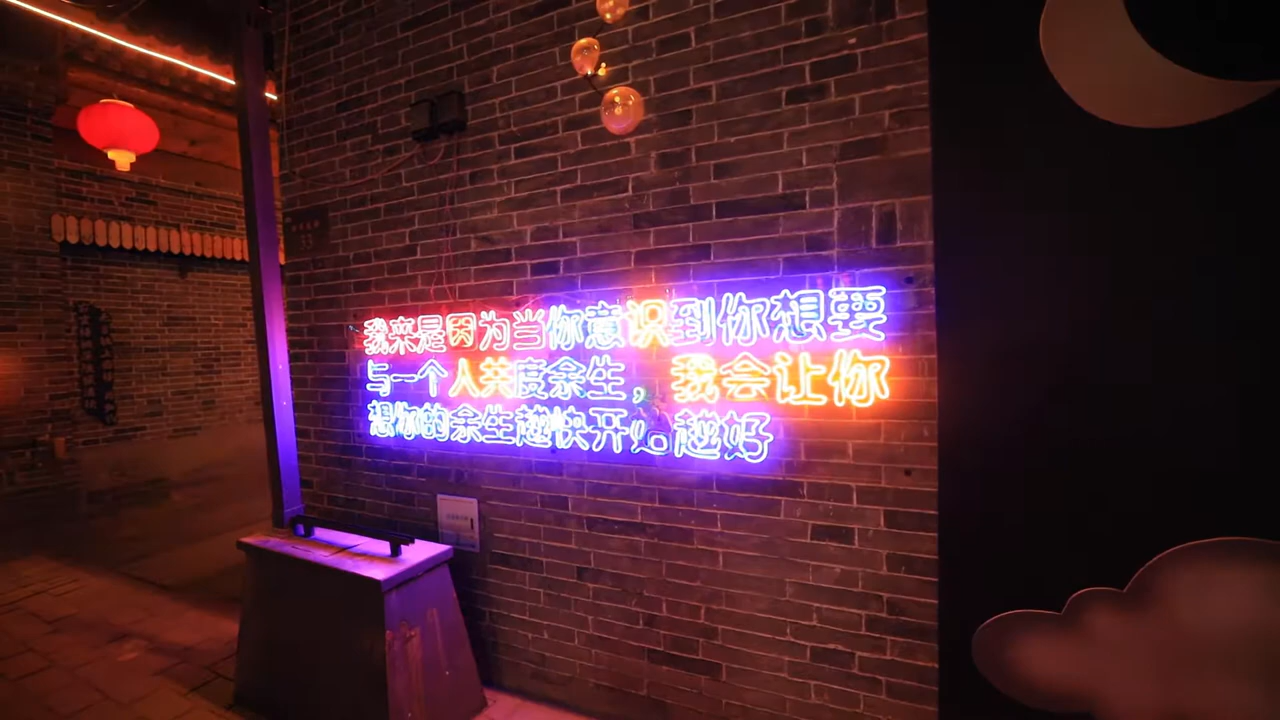 我来是因为当你意识到你想要
与一个人共度余生，我会让你
想你的余生越快开始越好
33